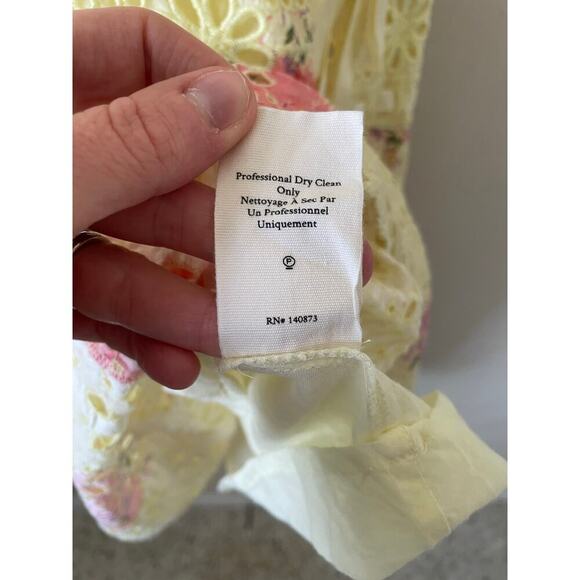 Professional Dry Clean
Only
Nettoyage À Sec Par
Un Professionnel
Uniquement
P
RN# 140873